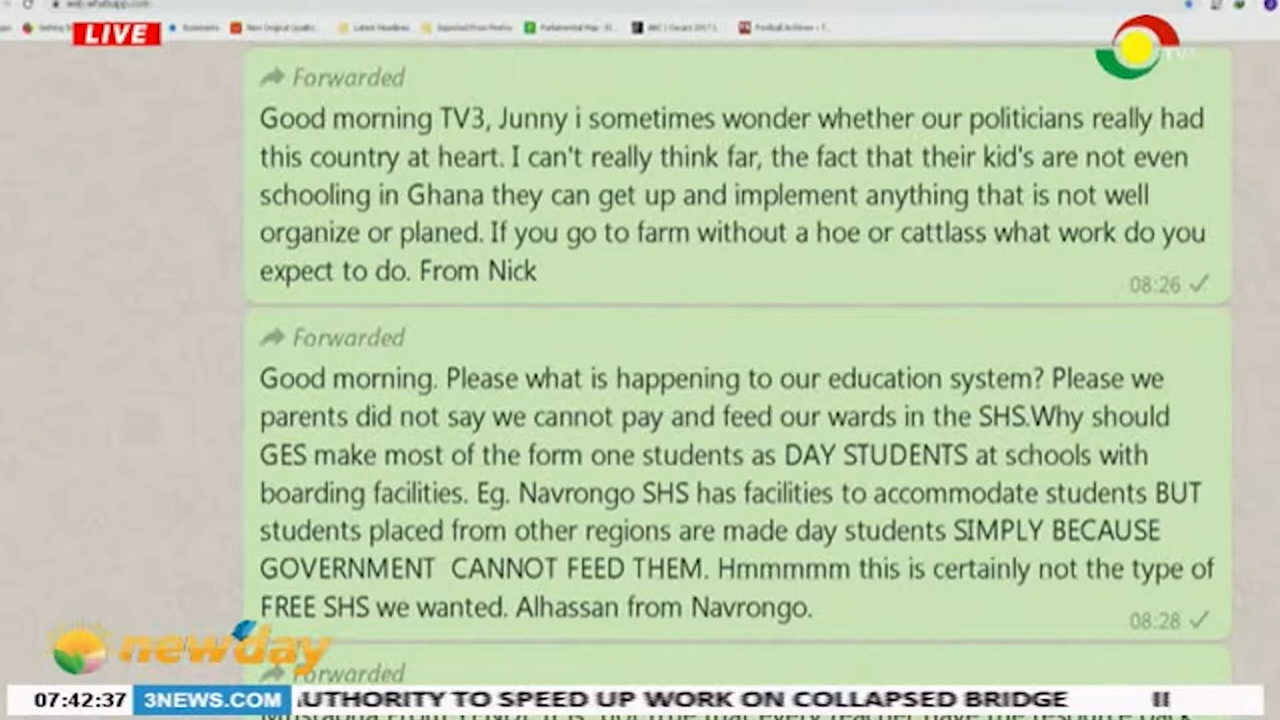 web.whatsapp.com
LIVE
Forwarded
Good morning TV3, Junny i sometimes wonder whether our politicians really had
this country at heart. I can't really think far, the fact that their kid's are not even
schooling in Ghana they can get up and implement anything that is not well
organize or planed. If you go to farm without a hoe or cattlass what work do you
expect to do. From Nick
08:26
Forwarded
Good morning. Please what is happening to our education system? Please we
parents did not say we cannot pay and feed our wards in the SHS.Why should
GES make most of the form one students as DAY STUDENTS at schools with
boarding facilities. Eg. Navrongo SHS has facilities to accommodate students BUT
students placed from other regions are made day students SIMPLY BECAUSE
GOVERNMENT CANNOT FEED THEM. Hmmmmm this is certainly not the type of
FREE SHS we wanted. Alhassan from Navrongo.
08:28
newday
Forwarded
07:42:37 3NEWS.COM AUTHORITY TO SPEED UP WORK ON COLLAPSED BRIDGE